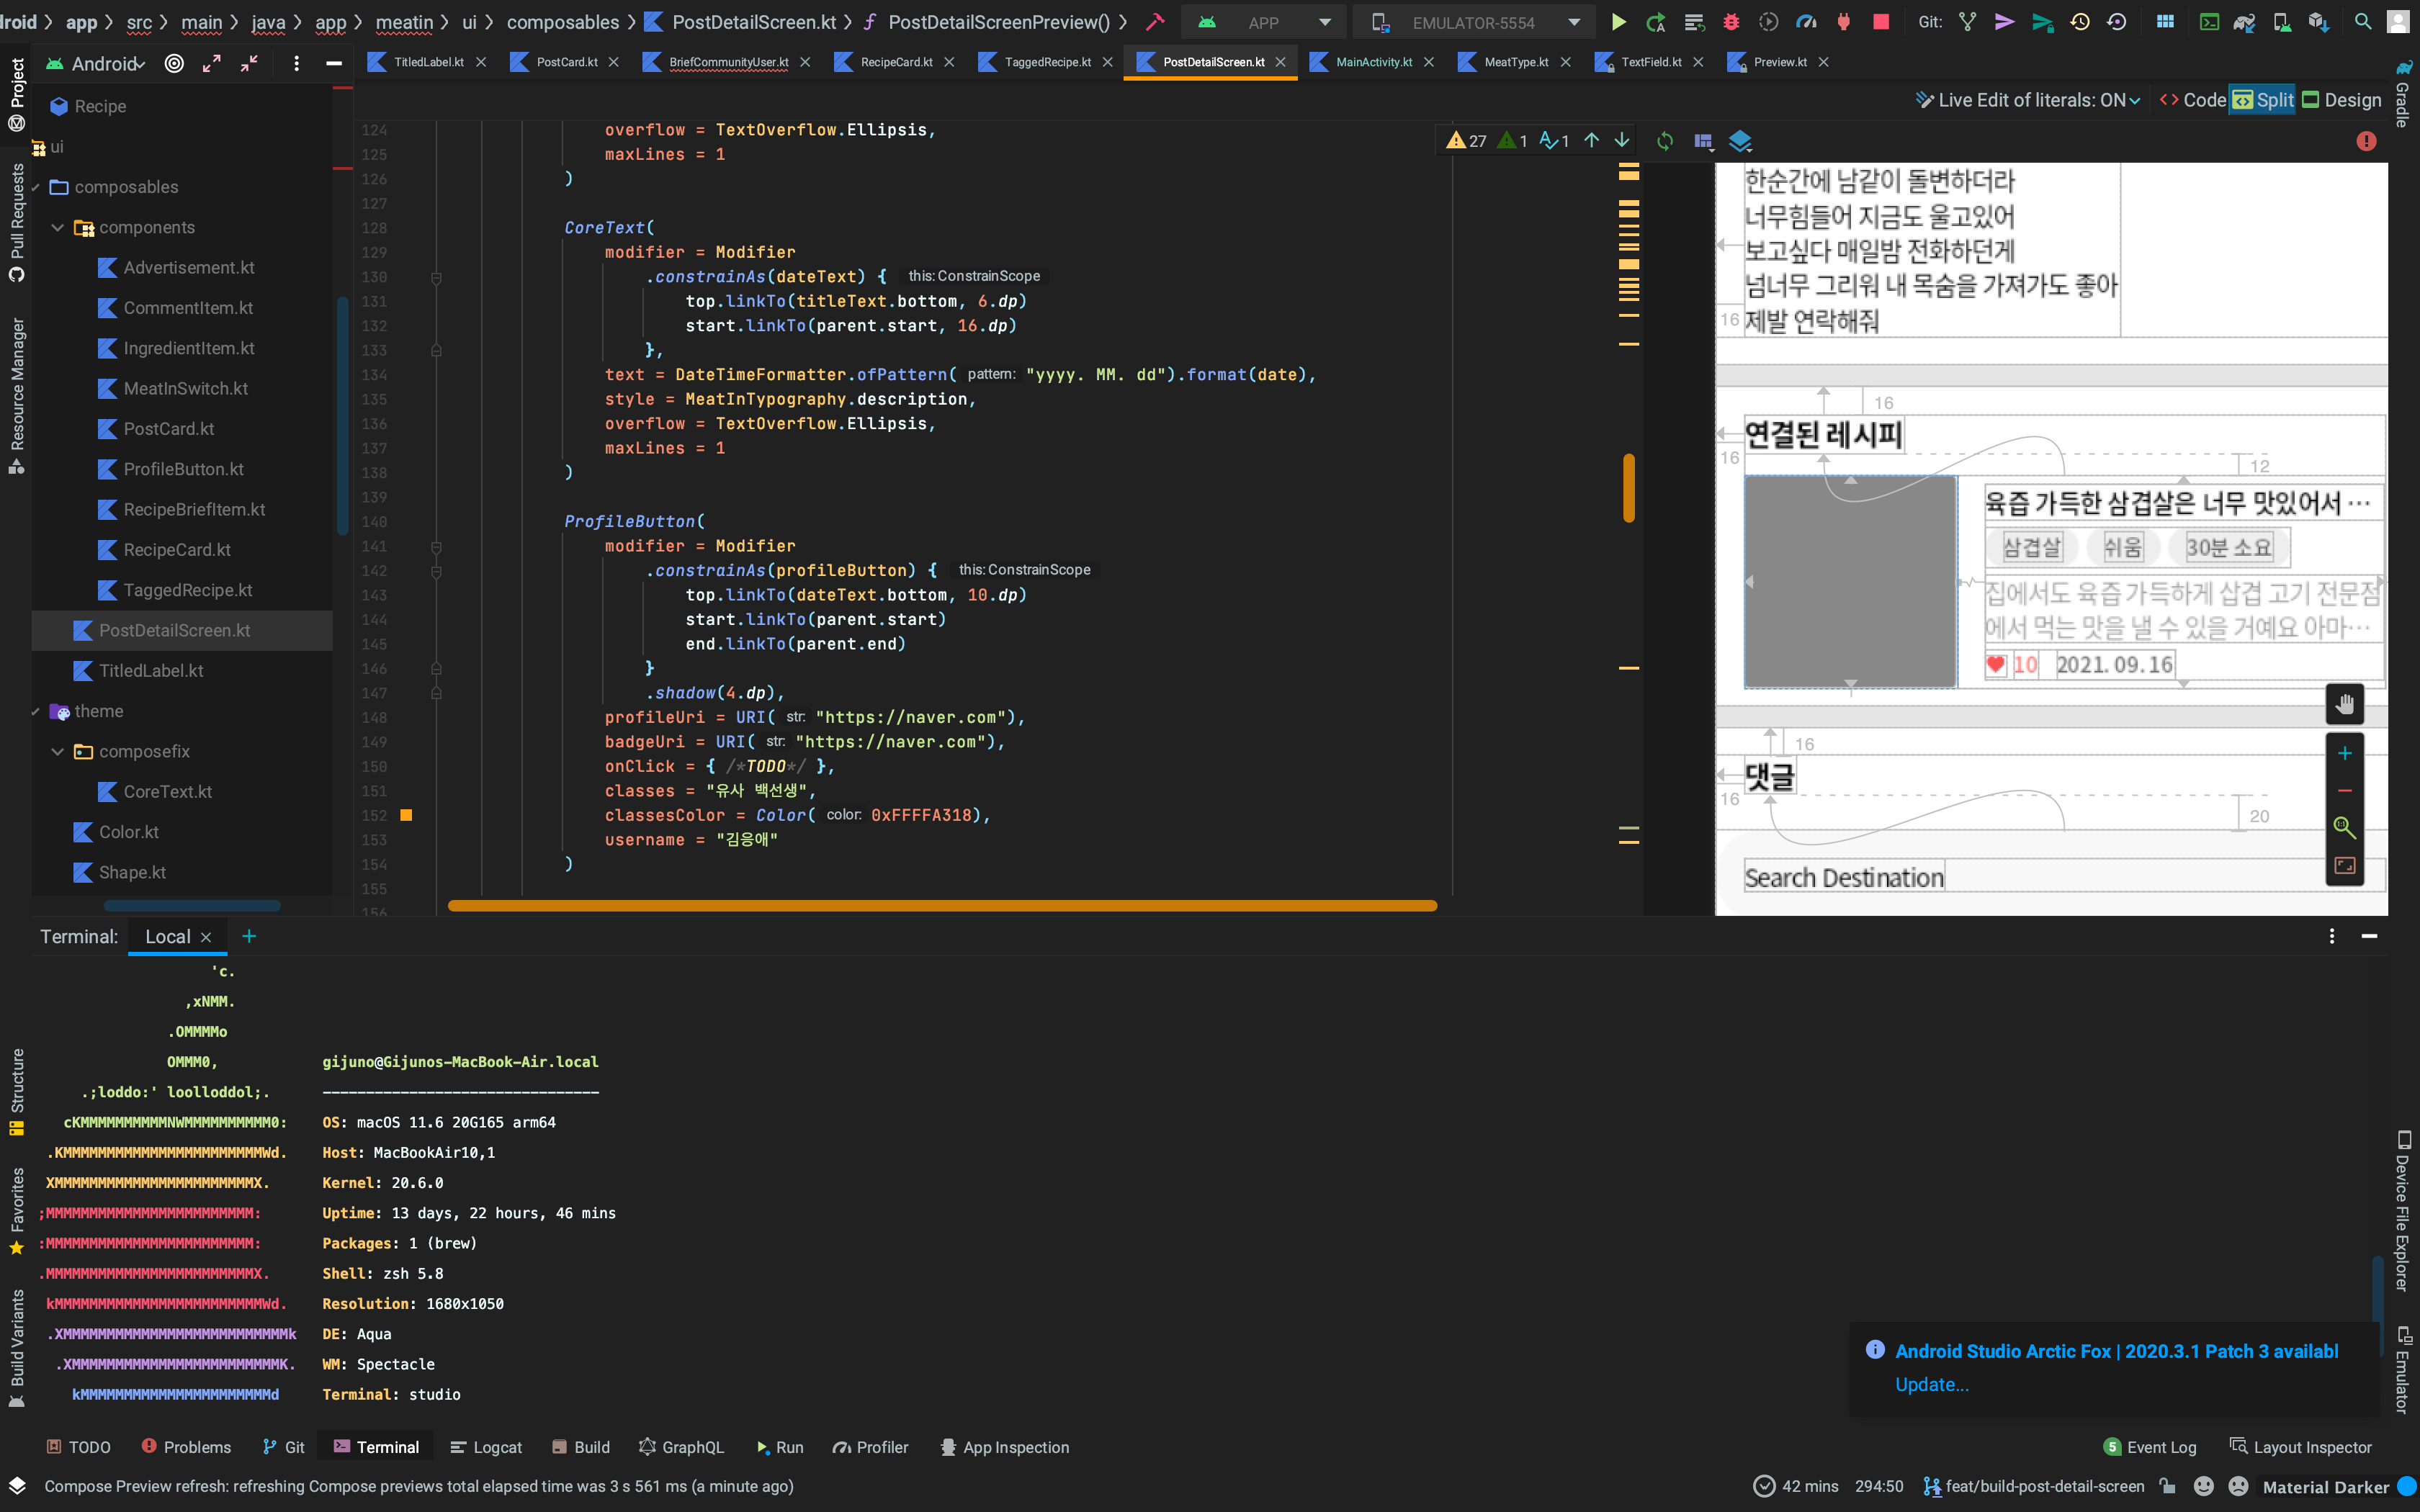 droid > app > src > main > java > app > meatin > ui > composables > PostDetailScreen.kt > PostDetailScreenPreview() >
APP
EMULATOR-5554
Git:
Android
TitledLabel.kt
PostCard.kt
BriefCommunityUser.kt
RecipeCard.kt
TaggedRecipe.kt
PostDetailScreen.kt
MainActivity.kt
MeatType.kt
TextField.kt
Preview.kt
Live Edit of literals: ON
Code
Split
Design
Project
Pull Requests
Resource Manager
Structure
Favorites
Build Variants
Gradle
Device File Explorer
Emulator
Recipe
ui
composables
components
Advertisement.kt
CommentItem.kt
IngredientItem.kt
MeatInSwitch.kt
PostCard.kt
ProfileButton.kt
RecipeBriefItem.kt
RecipeCard.kt
TaggedRecipe.kt
PostDetailScreen.kt
TitledLabel.kt
theme
composefix
CoreText.kt
Color.kt
Shape.kt
27 1 1
124 overflow = TextOverflow.Ellipsis,
125 maxLines = 1
126 )
127
128 CoreText(
129 modifier = Modifier
130 .constrainAs(dateText) { this: ConstrainScope
131 top.linkTo(titleText.bottom, 6.dp)
132 start.linkTo(parent.start, 16.dp)
133 },
134 text = DateTimeFormatter.ofPattern( pattern: "yyyy. MM. dd").format(date),
135 style = MeatInTypography.description,
136 overflow = TextOverflow.Ellipsis,
137 maxLines = 1
138 )
139
140 ProfileButton(
141 modifier = Modifier
142 .constrainAs(profileButton) { this: ConstrainScope
143 top.linkTo(dateText.bottom, 10.dp)
144 start.linkTo(parent.start)
145 end.linkTo(parent.end)
146 }
147 .shadow(4.dp),
148 profileUri = URI( str: "https://naver.com"),
149 badgeUri = URI( str: "https://naver.com"),
150 onClick = { /*TODO*/ },
151 classes = "유사 백선생",
152 classesColor = Color( color: 0xFFFFA318),
153 username = "김응애"
154 )
155
156
한순간에 남같이 돌변하더라
너무힘들어 지금도 울고있어
보고싶다 매일밤 전화하던게
넘너무 그리워 내 목숨을 가져가도 좋아
16 제발 연락해줘
16
연결된 레시피
16
12
육즙 가득한 삼겹살은 너무 맛있어서 …
삼겹살 쉬움 30분 소요
집에서도 육즙 가득하게 삽겹 고기 전문점
에서 먹는 맛을 낼 수 있을 거예요 아마…
10 2021. 09. 16
16
댓글
16
20
Search Destination
Terminal: Local
'c.
,xNMM.
.OMMMMo
OMMM0, gijuno@Gijunos-MacBook-Air.local
.;loddo:' loolloddol;. --------------------------------
cKMMMMMMMMMMNWMMMMMMMMMM0: OS: macOS 11.6 20G165 arm64
.KMMMMMMMMMMMMMMMMMMMMMMMWd. Host: MacBookAir10,1
XMMMMMMMMMMMMMMMMMMMMMMMX. Kernel: 20.6.0
;MMMMMMMMMMMMMMMMMMMMMMMM: Uptime: 13 days, 22 hours, 46 mins
:MMMMMMMMMMMMMMMMMMMMMMMM: Packages: 1 (brew)
.MMMMMMMMMMMMMMMMMMMMMMMMX. Shell: zsh 5.8
kMMMMMMMMMMMMMMMMMMMMMMMMWd. Resolution: 1680x1050
.XMMMMMMMMMMMMMMMMMMMMMMMMMMk DE: Aqua
.XMMMMMMMMMMMMMMMMMMMMMMMMK. WM: Spectacle
kMMMMMMMMMMMMMMMMMMMMMMd Terminal: studio
Android Studio Arctic Fox | 2020.3.1 Patch 3 availabl
Update...
TODO
Problems
Git
Terminal
Logcat
Build
GraphQL
Run
Profiler
App Inspection
5 Event Log
Layout Inspector
Compose Preview refresh: refreshing Compose previews total elapsed time was 3 s 561 ms (a minute ago)
42 mins
294:50
feat/build-post-detail-screen
Material Darker